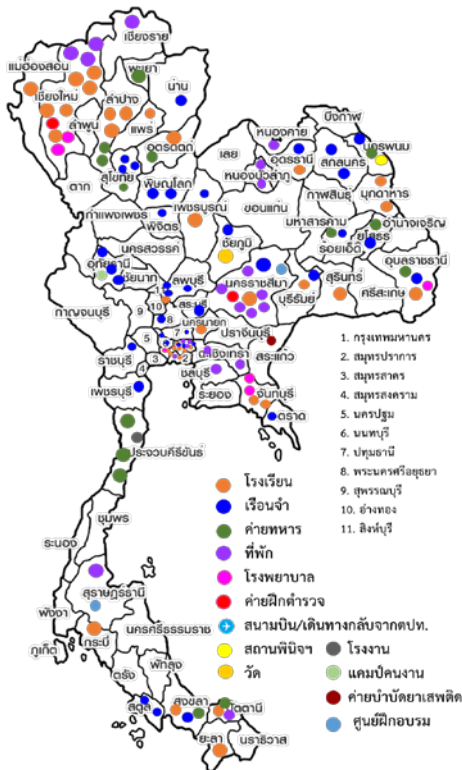 เชียงราย
แม่ฮ่องสอน
พะเยา
น่าน
เชียงใหม่
ลำปาง
ลำพูน
แพร่
อุตรดิตถ์
สุโขทัย
ตาก
พิษณุโลก
กำแพงเพชร
พิจิตร
เพชรบูรณ์
เลย
หนองคาย
บึงกาฬ
อุดรธานี
หนองบัวลำภู
สกลนคร
นครพนม
มุกดาหาร
กาฬสินธุ์
ขอนแก่น
มหาสารคาม
อำนาจเจริญ
ยโสธร
ร้อยเอ็ด
ชัยภูมิ
นครสวรรค์
อุทัยธานี
ชัยนาท
ลพบุรี
สระบุรี
นครราชสีมา
บุรีรัมย์
สุรินทร์
ศรีสะเกษ
อุบลราชธานี
กาญจนบุรี
11
10
9
8
7
5
3
4
2
นครนายก
ปราจีนบุรี
ฉะเชิงเทรา
สระแก้ว
ชลบุรี
ระยอง
จันทบุรี
ตราด
ราชบุรี
เพชรบุรี
ประจวบคีรีขันธ์
ชุมพร
ระนอง
สุราษฎร์ธานี
พังงา
ภูเก็ต
กระบี่
นครศรีธรรมราช
ตรัง
พัทลุง
สตูล
สงขลา
ปัตตานี
ยะลา
นราธิวาส
1. กรุงเทพมหานคร
2. สมุทรปราการ
3. สมุทรสาคร
4. สมุทรสงคราม
5. นครปฐม
6. นนทบุรี
7. ปทุมธานี
8. พระนครศรีอยุธยา
9. สุพรรณบุรี
10. อ่างทอง
11. สิงห์บุรี
โรงเรียน
เรือนจำ
ค่ายทหาร
ที่พัก
โรงพยาบาล
ค่ายฝึกตำรวจ
สนามบิน/เดินทางกลับจากตปท.
สถานพินิจฯ
วัด
โรงงาน
แคมป์คนงาน
ค่ายบำบัดยาเสพติด
ศูนย์ฝึกอบรม